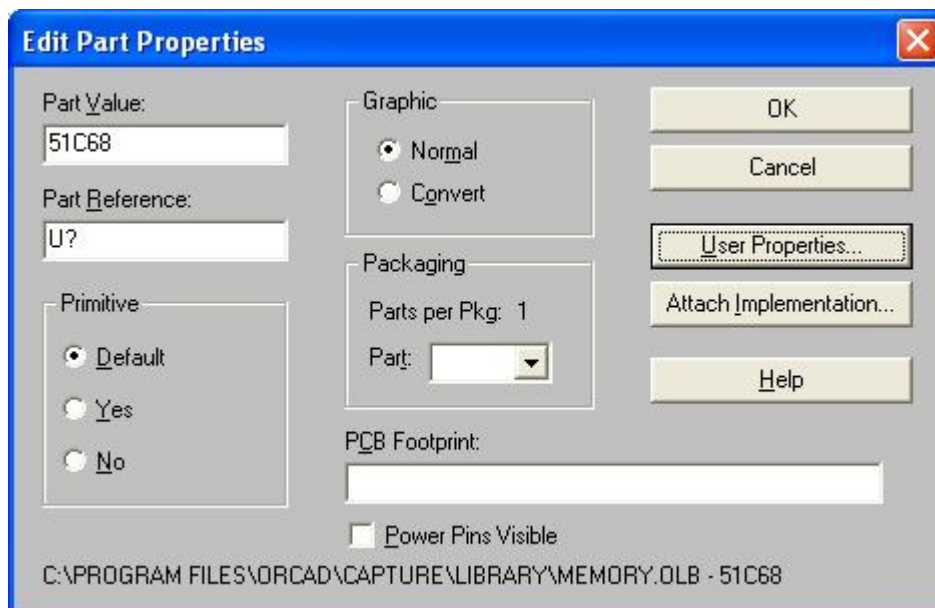 Edit Part Properties
Part Value:
51C68
Part Reference:
U?
Primitive
Default
Yes
No
Graphic
Normal
Convert
Packaging
Parts per Pkg: 1
Part:
PCB Footprint:
Power Pins Visible
OK
Cancel
User Properties...
Attach Implementation...
Help
C:\PROGRAM FILES\ORCAD\CAPTURE\LIBRARY\MEMORY.OLB - 51C68